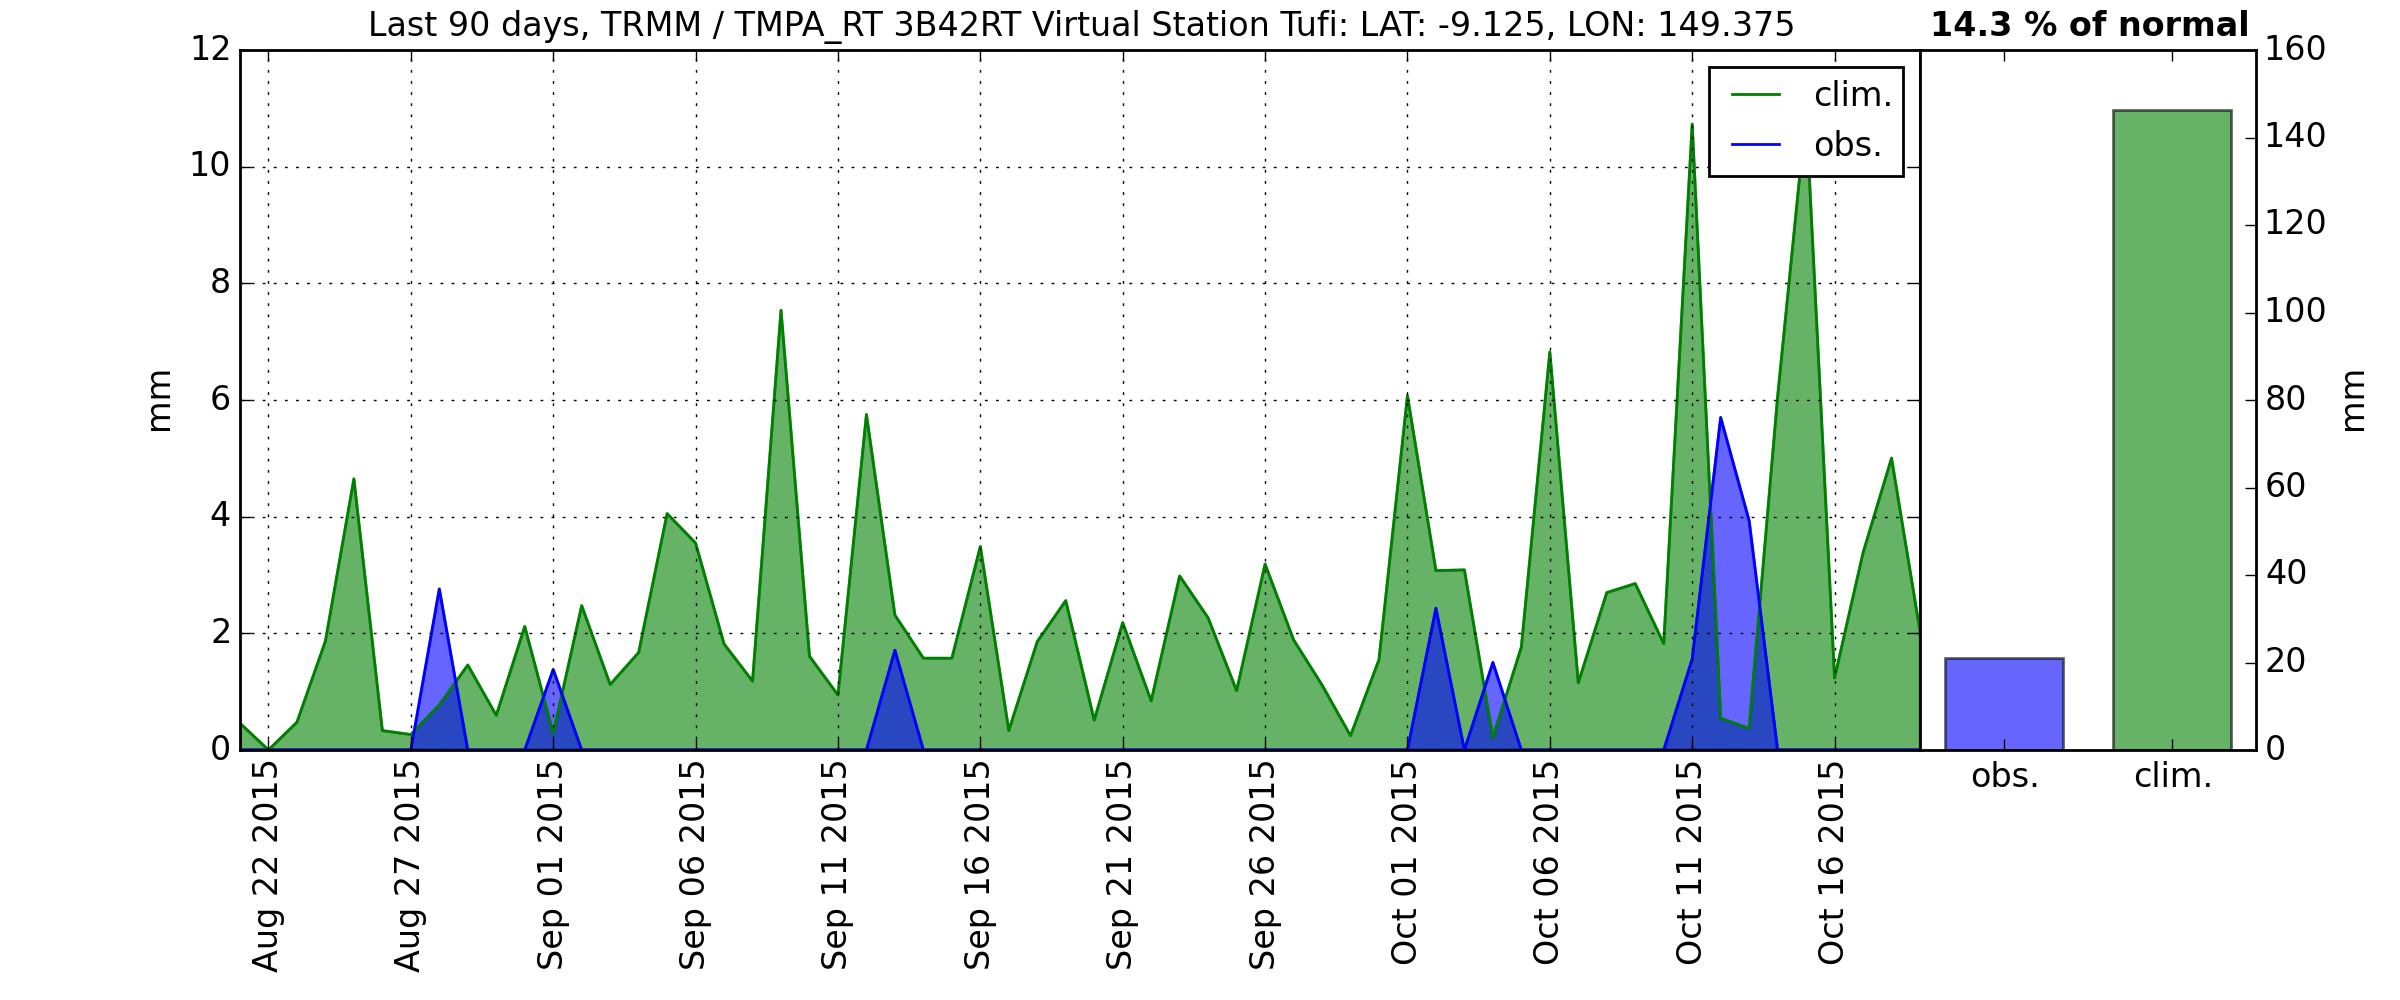 Last 90 days, TRMM / TMPA_RT 3B42RT Virtual Station Tufi: LAT: -9.125, LON: 149.375
14.3 % of normal
12
10
8
6
4
2
0
mm
clim.
obs.
160
140
120
100
80
60
40
20
0
mm
Aug 22 2015
Aug 27 2015
Sep 01 2015
Sep 06 2015
Sep 11 2015
Sep 16 2015
Sep 21 2015
Sep 26 2015
Oct 01 2015
Oct 06 2015
Oct 11 2015
Oct 16 2015
obs.
clim.